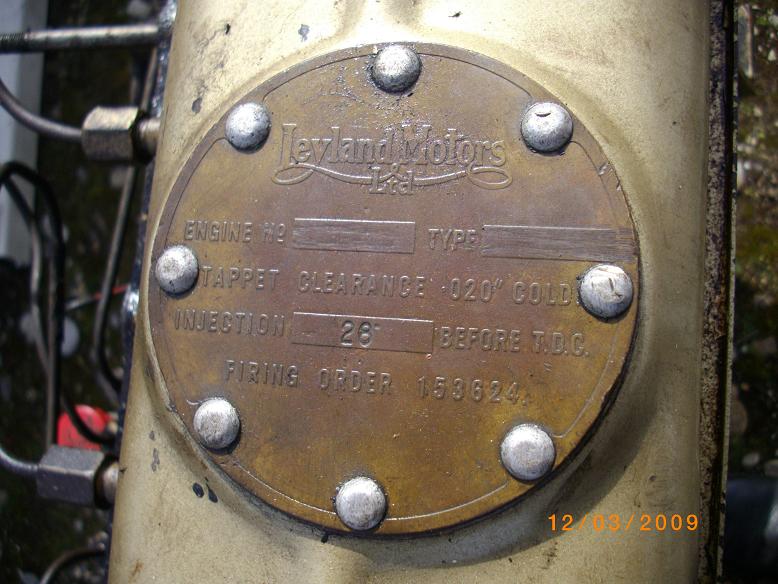 Leyland Motors
Ltd
ENGINE NO TYPE
TAPPET CLEARANCE .020" COLD
INJECTION 26° BEFORE T.D.C.
FIRING ORDER 153624.
12/03/2009